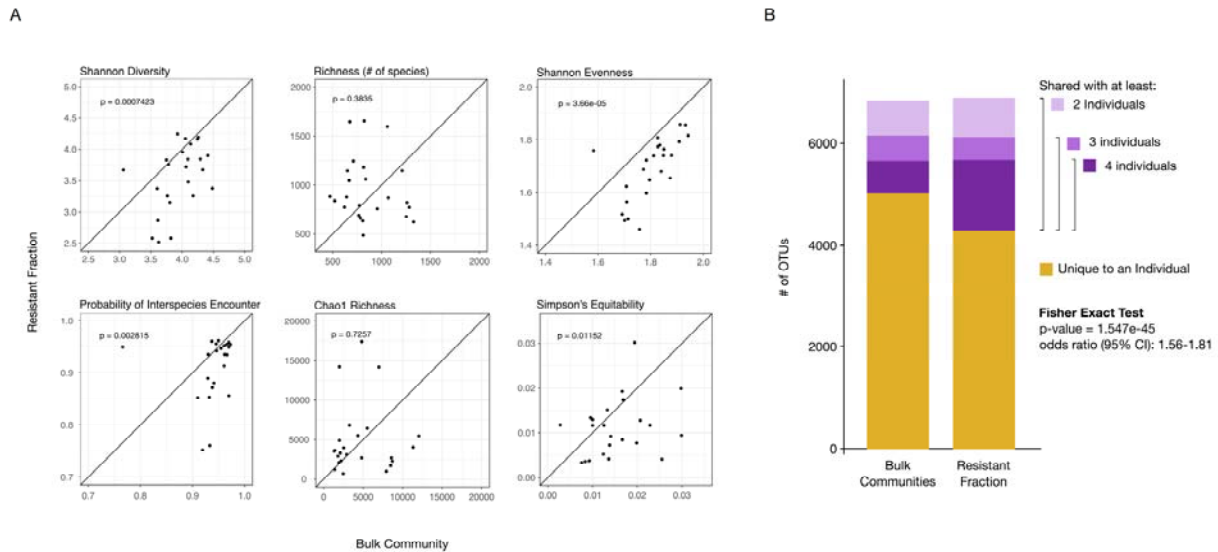 A
B
Shannon Diversity
Richness (# of species)
Shannon Evenness
5.0
4.5
4.0
3.5
3.0
2.5
p = 0.0007423
2.5 3.0 3.5 4.0 4.5 5.0
2000
1500
1000
500
p = 0.3835
500 1000 1500 2000
2.0
1.8
1.6
1.4
p = 3.66e-05
1.4 1.6 1.8 2.0
Resistant Fraction
Probability of Interspecies Encounter
Chao1 Richness
Simpson's Equitability
1.0
0.9
0.8
0.7
p = 0.002815
0.7 0.8 0.9 1.0
20000
15000
10000
5000
0
p = 0.7257
0 5000 10000 15000 20000
0.03
0.02
0.01
0.00
p = 0.01152
0.00 0.01 0.02 0.03
Bulk Community
# of OTUs
6000
4000
2000
0
Bulk
Communities
Resistant
Fraction
Shared with at least:
2 Individuals
3 individuals
4 individuals
Unique to an Individual
Fisher Exact Test
p-value = 1.547e-45
odds ratio (95% CI): 1.56-1.81